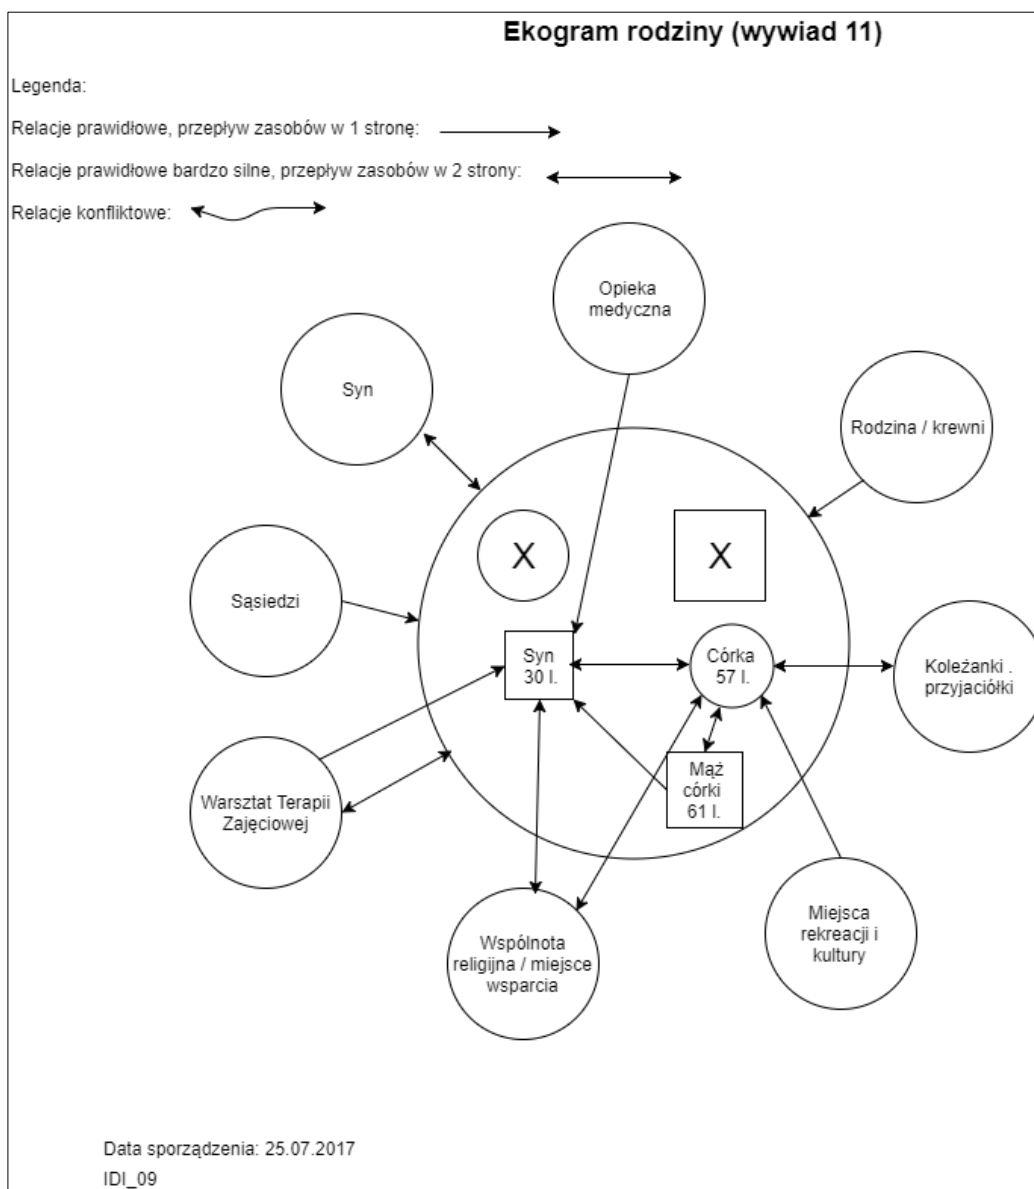 Ekogram rodziny (wywiad 11)
Legenda:
Relacje prawidłowe, przepływ zasobów w 1 stronę:
Relacje prawidłowe bardzo silne, przepływ zasobów w 2 strony:
Relacje konfliktowe:
Opieka
medyczna
Syn
Rodzina / krewni
X
X
Sąsiedzi
Syn
30 l.
Córka
57 l.
Koleżanki .
przyjaciółki
Mąż
córki
61 l.
Warsztat Terapii
Zajęciowej
Wspólnota
religijna / miejsce
wsparcia
Miejsca
rekreacji i
kultury
Data sporządzenia: 25.07.2017
IDI_09